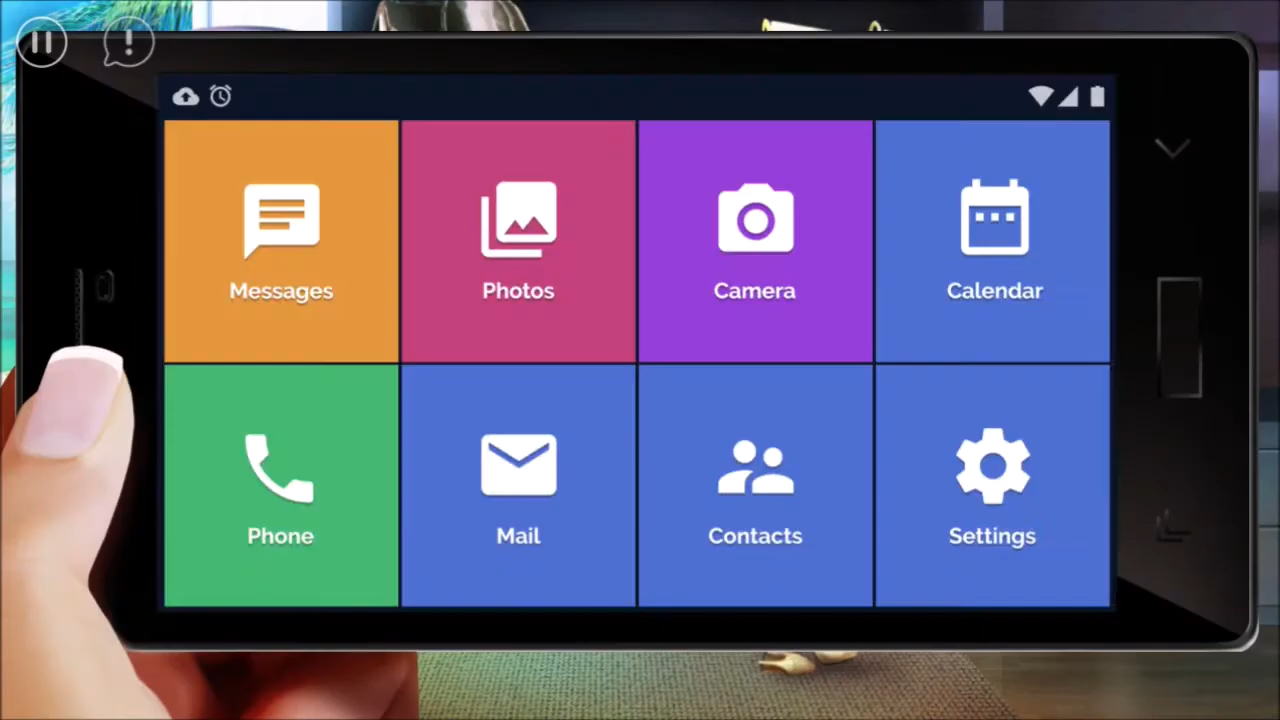 Messages
Photos
Camera
Calendar
Phone
Mail
Contacts
Settings